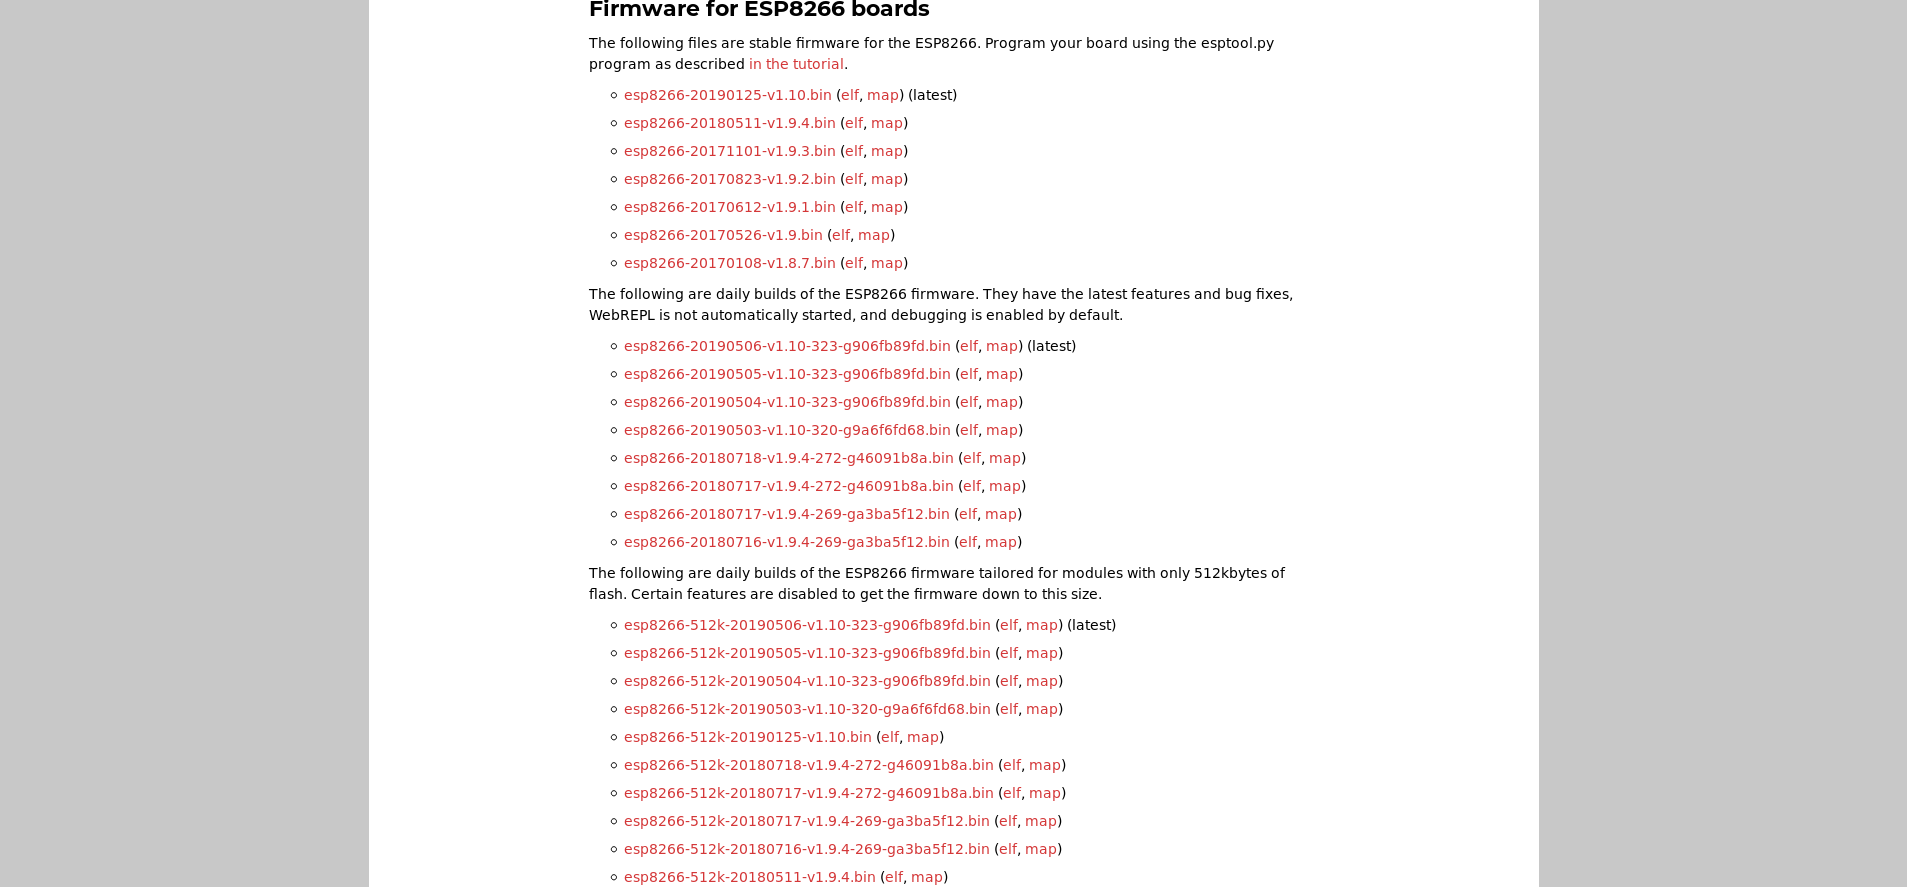 Firmware for ESP8266 boards
The following files are stable firmware for the ESP8266. Program your board using the esptool.py
program as described in the tutorial.
esp8266-20190125-v1.10.bin (elf, map) (latest)
esp8266-20180511-v1.9.4.bin (elf, map)
esp8266-20171101-v1.9.3.bin (elf, map)
esp8266-20170823-v1.9.2.bin (elf, map)
esp8266-20170612-v1.9.1.bin (elf, map)
esp8266-20170526-v1.9.bin (elf, map)
esp8266-20170108-v1.8.7.bin (elf, map)
The following are daily builds of the ESP8266 firmware. They have the latest features and bug fixes,
WebREPL is not automatically started, and debugging is enabled by default.
esp8266-20190506-v1.10-323-g906fb89fd.bin (elf, map) (latest)
esp8266-20190505-v1.10-323-g906fb89fd.bin (elf, map)
esp8266-20190504-v1.10-323-g906fb89fd.bin (elf, map)
esp8266-20190503-v1.10-320-g9a6f6fd68.bin (elf, map)
esp8266-20180718-v1.9.4-272-g46091b8a.bin (elf, map)
esp8266-20180717-v1.9.4-272-g46091b8a.bin (elf, map)
esp8266-20180717-v1.9.4-269-ga3ba5f12.bin (elf, map)
esp8266-20180716-v1.9.4-269-ga3ba5f12.bin (elf, map)
The following are daily builds of the ESP8266 firmware tailored for modules with only 512kbytes of
flash. Certain features are disabled to get the firmware down to this size.
esp8266-512k-20190506-v1.10-323-g906fb89fd.bin (elf, map) (latest)
esp8266-512k-20190505-v1.10-323-g906fb89fd.bin (elf, map)
esp8266-512k-20190504-v1.10-323-g906fb89fd.bin (elf, map)
esp8266-512k-20190503-v1.10-320-g9a6f6fd68.bin (elf, map)
esp8266-512k-20190125-v1.10.bin (elf, map)
esp8266-512k-20180718-v1.9.4-272-g46091b8a.bin (elf, map)
esp8266-512k-20180717-v1.9.4-272-g46091b8a.bin (elf, map)
esp8266-512k-20180717-v1.9.4-269-ga3ba5f12.bin (elf, map)
esp8266-512k-20180716-v1.9.4-269-ga3ba5f12.bin (elf, map)
esp8266-512k-20180511-v1.9.4.bin (elf, map)